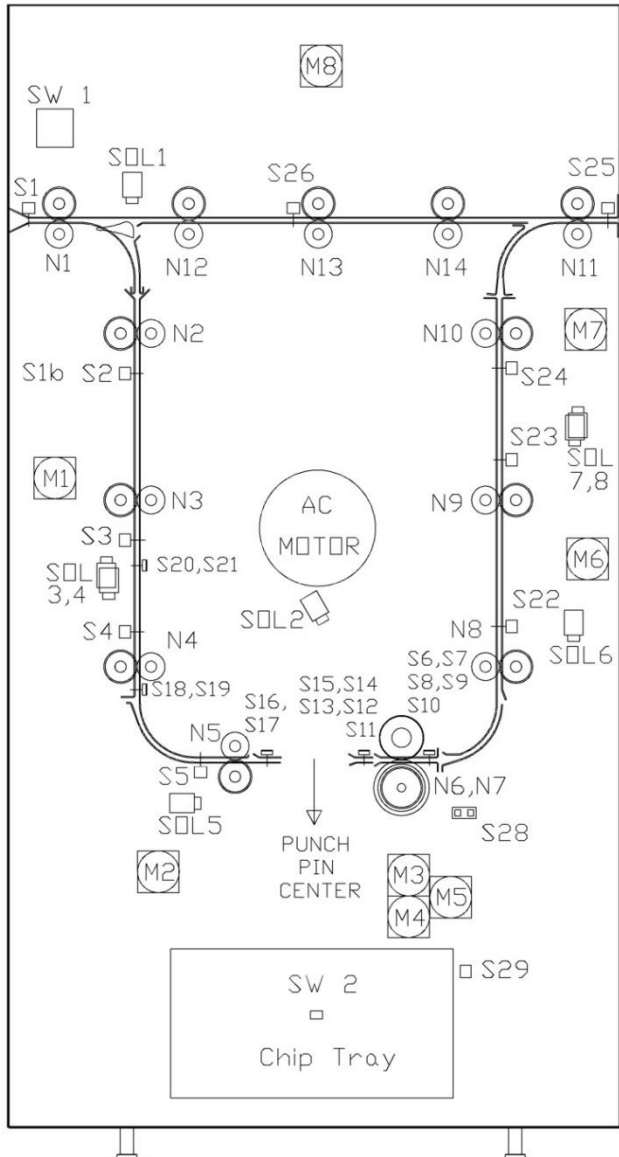 M8
SW 1
SOL1
S1
S26
S25
N1
N12
N13
N14
N11
N2
N10
M7
S1b S2
S24
S23
SOL
7,8
M1
N3
AC
MOTOR
N9
S3
S20,S21
SOL
3,4
M6
SOL2
S22
S4
N4
N8
SOL6
S18,S19
S6,S7
S8,S9
S10
S16,
S17
S15,S14
S13,S12
S11
N5
S5
N6,N7
SOL5
S28
PUNCH
PIN
CENTER
M2
M3
M5
M4
S29
SW 2
Chip Tray